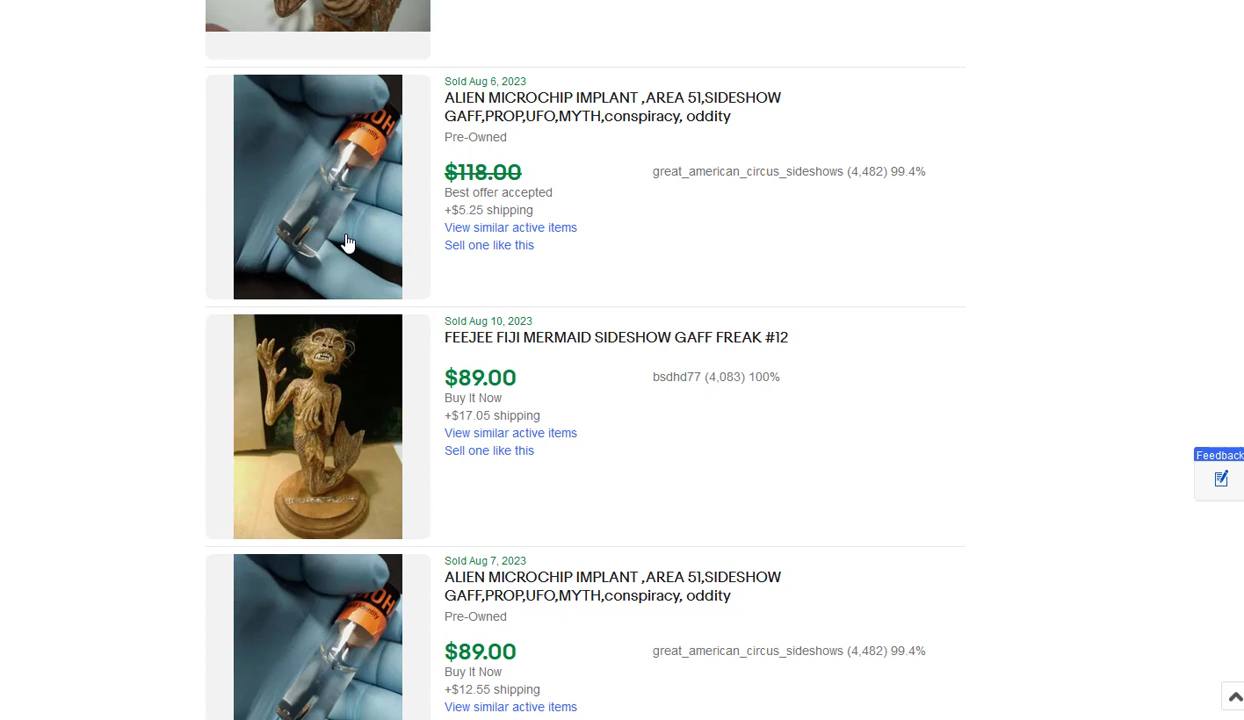 Sold Aug 6, 2023
ALIEN MICROCHIP IMPLANT ,AREA 51,SIDESHOW
GAFF,PROP,UFO,MYTH,conspiracy, oddity
Pre-Owned
$118.00
great_american_circus_sideshows (4,482) 99.4%
Best offer accepted
+$5.25 shipping
View similar active items
Sell one like this
Sold Aug 10, 2023
FEEJEE FIJI MERMAID SIDESHOW GAFF FREAK #12
$89.00
bsdhd77 (4,083) 100%
Buy It Now
+$17.05 shipping
View similar active items
Sell one like this
Feedback
Sold Aug 7, 2023
ALIEN MICROCHIP IMPLANT ,AREA 51,SIDESHOW
GAFF,PROP,UFO,MYTH,conspiracy, oddity
Pre-Owned
$89.00
great_american_circus_sideshows (4,482) 99.4%
Buy It Now
+$12.55 shipping
View similar active items